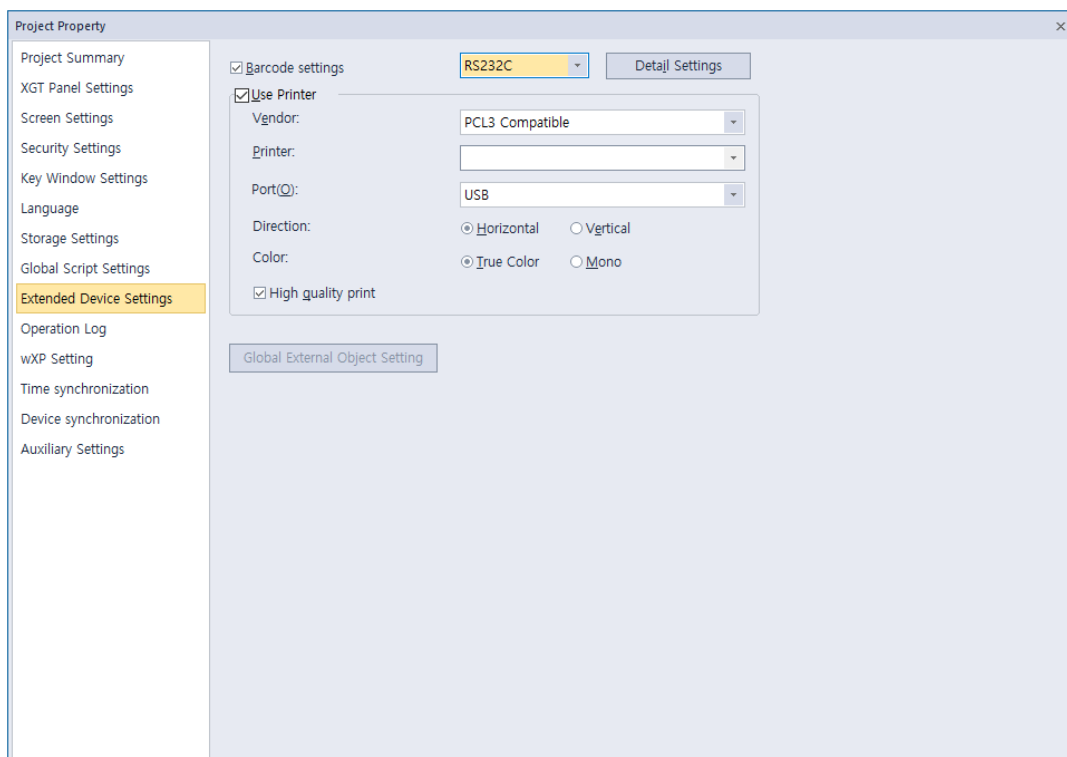 Project Property
Project Summary
XGT Panel Settings
Screen Settings
Security Settings
Key Window Settings
Language
Storage Settings
Global Script Settings
Extended Device Settings
Operation Log
wXP Setting
Time synchronization
Device synchronization
Auxiliary Settings
Barcode settings RS232C Detail Settings
Use Printer
Vendor: PCL3 Compatible
Printer:
Port(O): USB
Direction: Horizontal Vertical
Color: True Color Mono
High quality print
Global External Object Setting